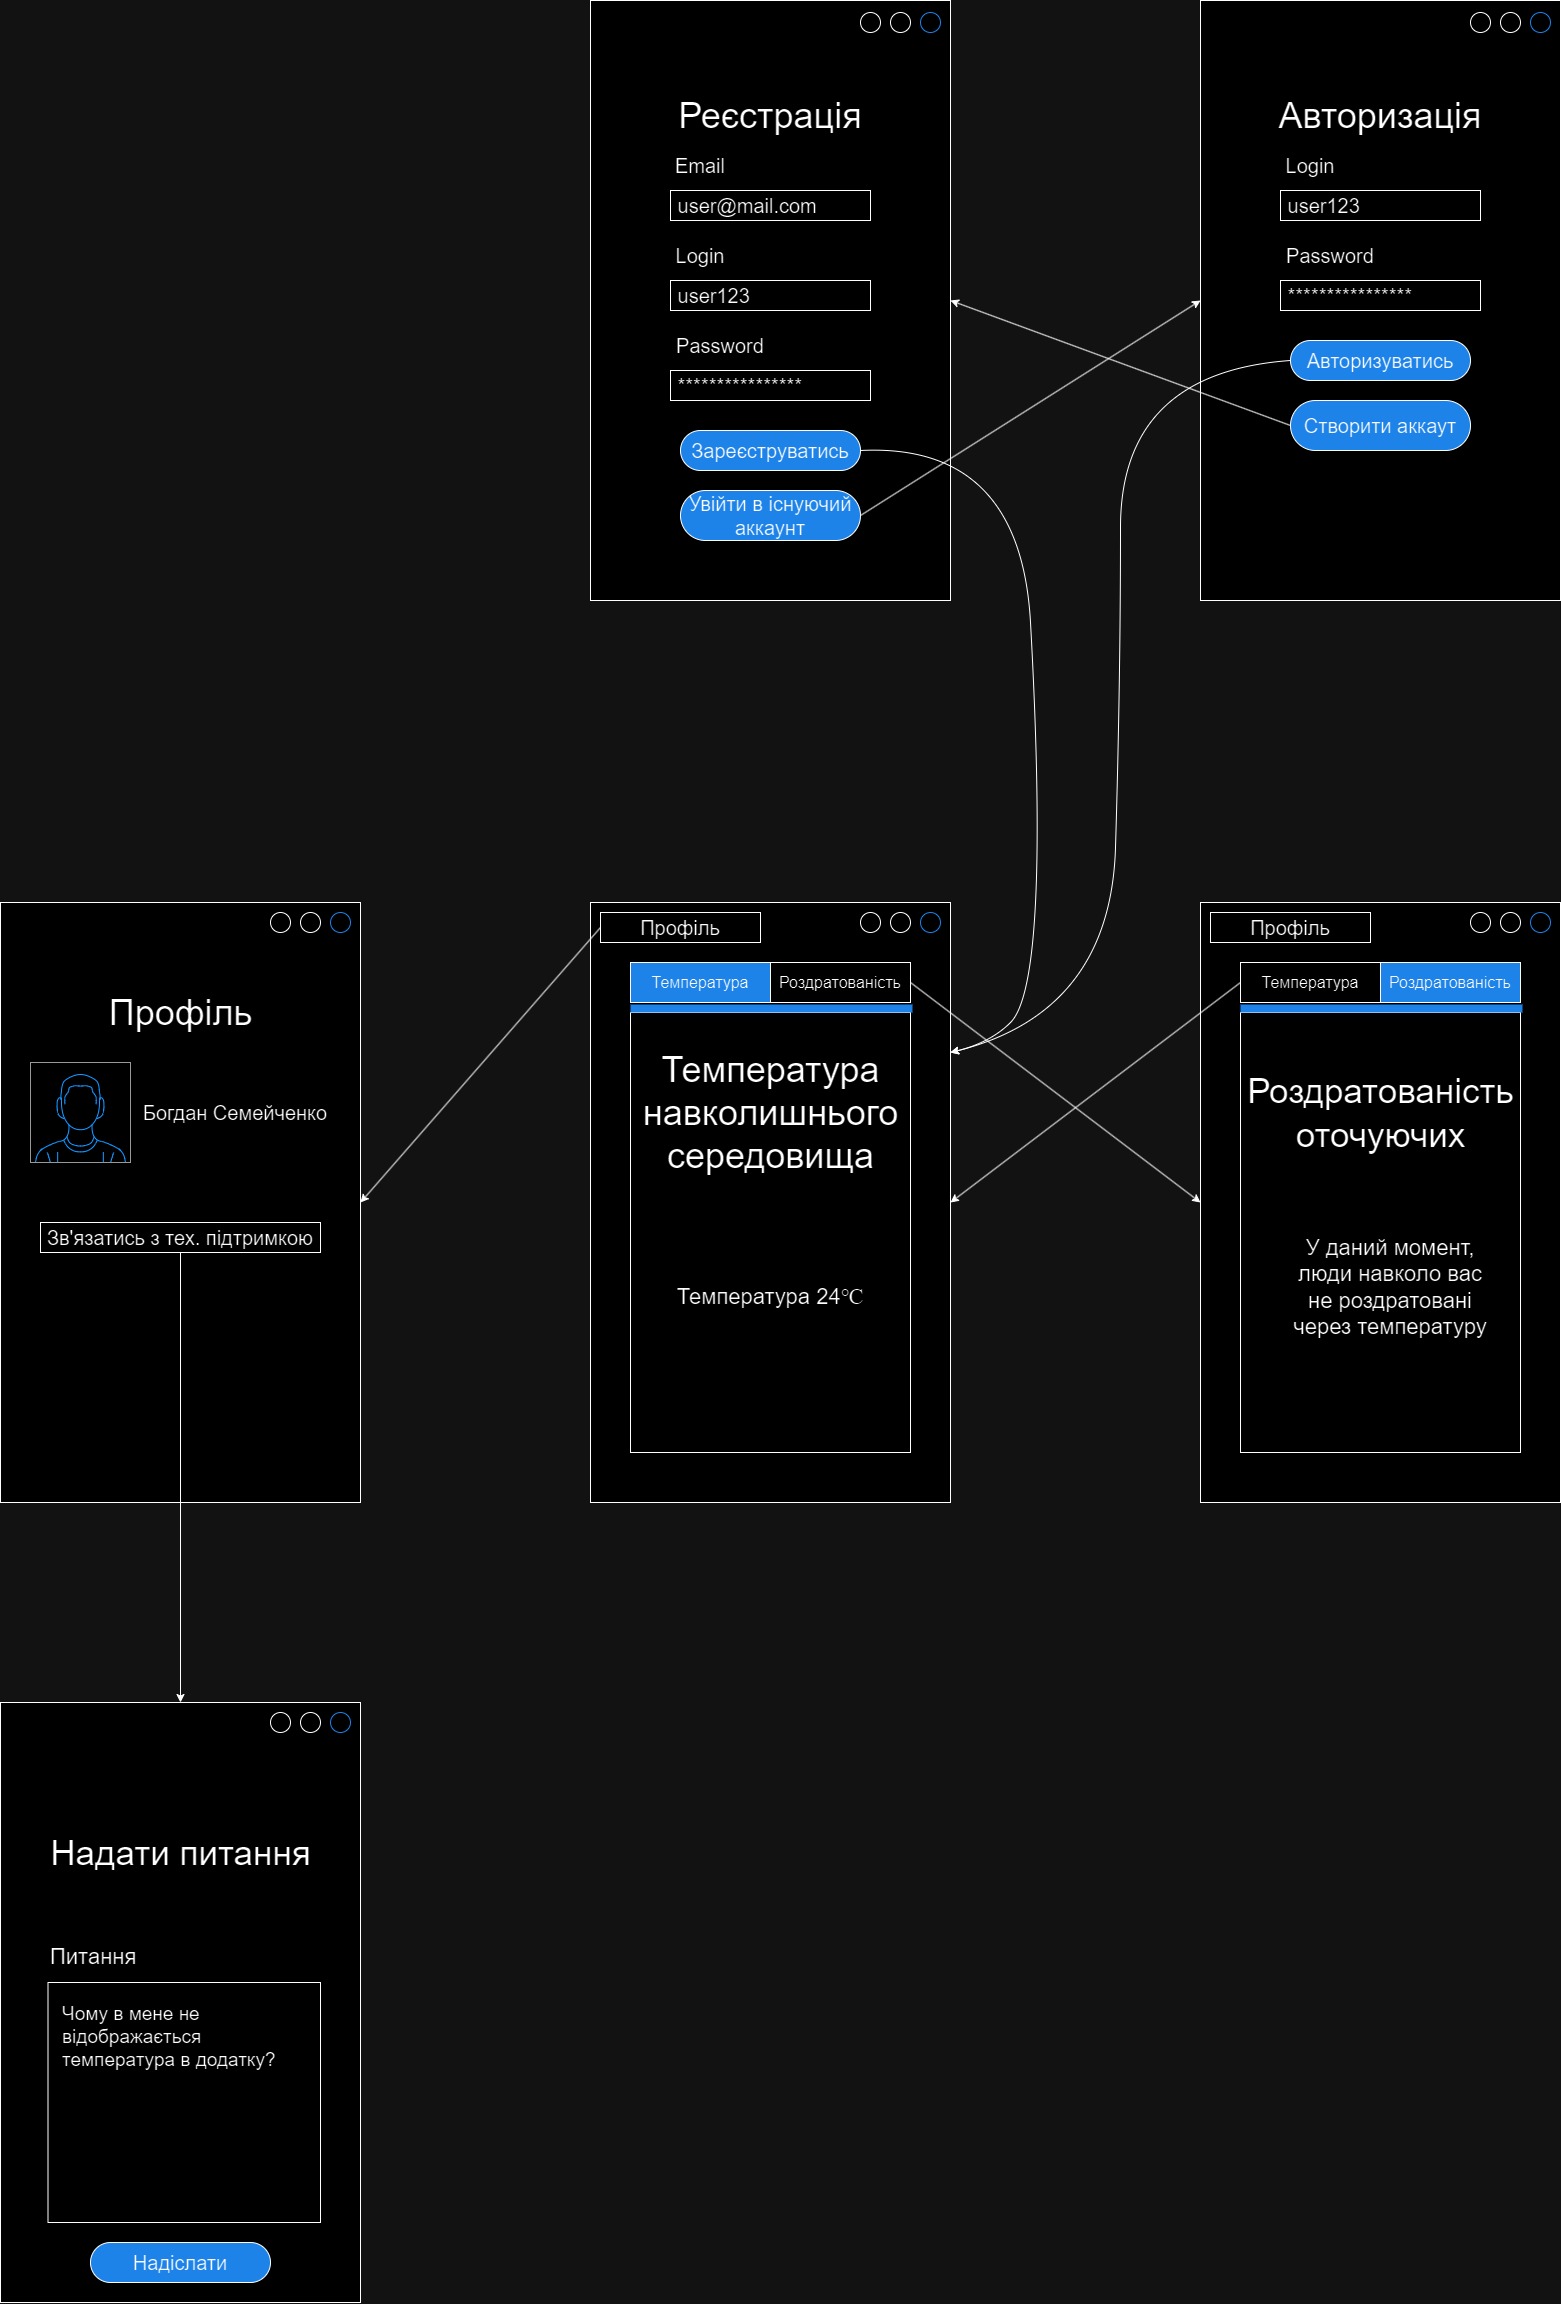 Реєстрація
Email
user@mail.com
Login
user123
Password
****************
Зареєструватись
Увійти в існуючий
аккаунт
Авторизація
Login
user123
Password
****************
Авторизуватись
Створити аккаут
Профіль
Богдан Семейченко
Зв'язатись з тех. підтримкою
Профіль
Температура
Роздратованість
Температура
навколишнього
середовища
Температура 24℃
Профіль
Температура
Роздратованість
Роздратованість
оточуючих
У даний момент,
люди навколо вас
не роздратовані
через температуру
Надати питання
Питання
Чому в мене не
відображається
температура в додатку?
Надіслати